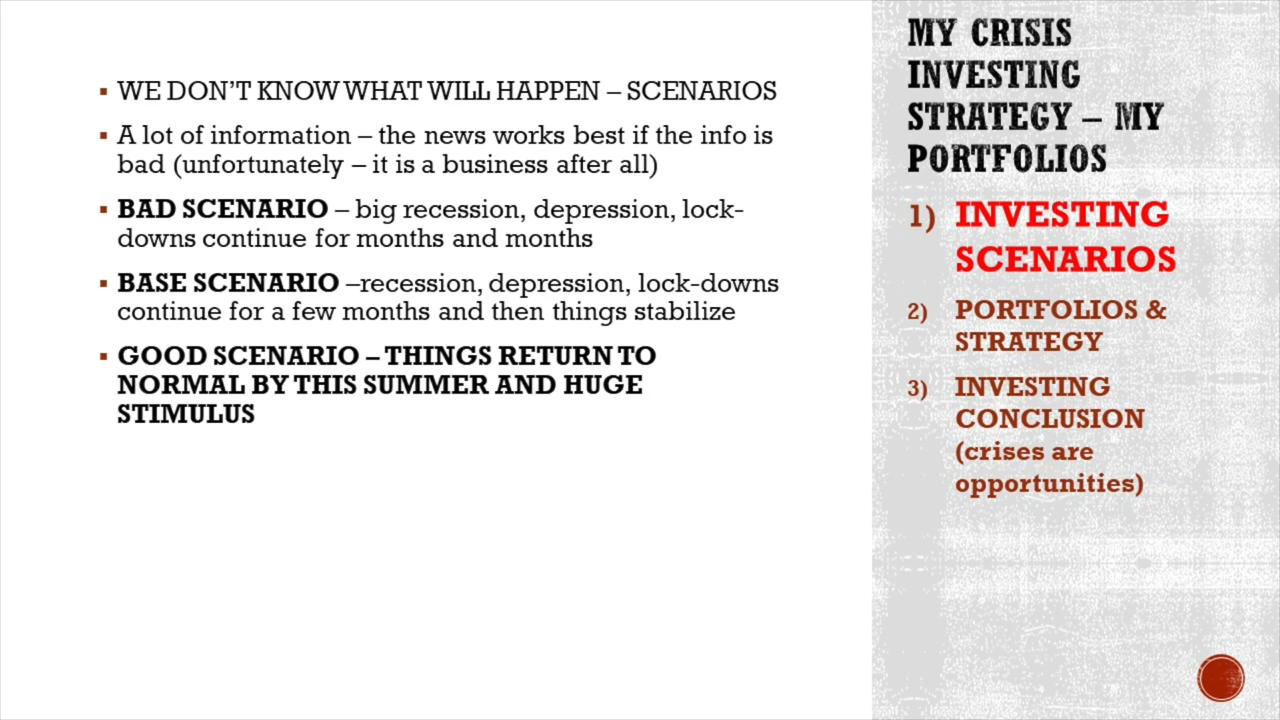 ▪ WE DON'T KNOW WHAT WILL HAPPEN – SCENARIOS
▪ A lot of information – the news works best if the info is
bad (unfortunately – it is a business after all)
▪ BAD SCENARIO – big recession, depression, lock-
downs continue for months and months
▪ BASE SCENARIO –recession, depression, lock-downs
continue for a few months and then things stabilize
▪ GOOD SCENARIO – THINGS RETURN TO
NORMAL BY THIS SUMMER AND HUGE
STIMULUS
MY CRISIS
INVESTING
STRATEGY – MY
PORTFOLIOS
1) INVESTING
SCENARIOS
2) PORTFOLIOS &
STRATEGY
3) INVESTING
CONCLUSION
(crises are
opportunities)